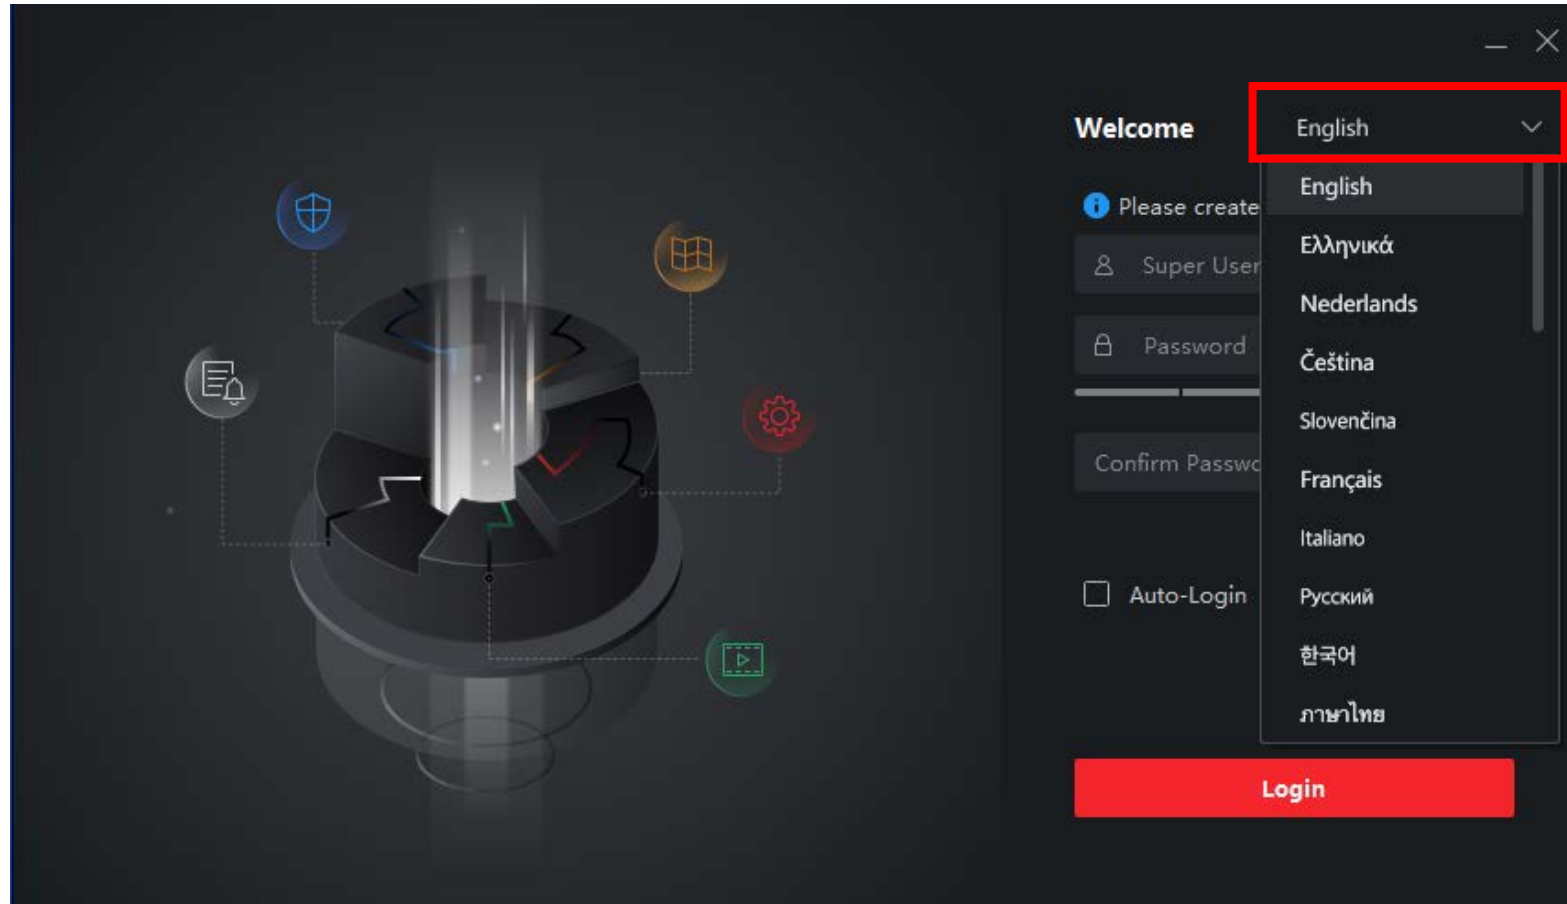 Welcome
English
English
Please create
Ελληνικά
Super User
Nederlands
Password
Čeština
Slovenčina
Confirm Passwo
Français
Italiano
Auto-Login
Русский
한국어
ภาษาไทย
Login